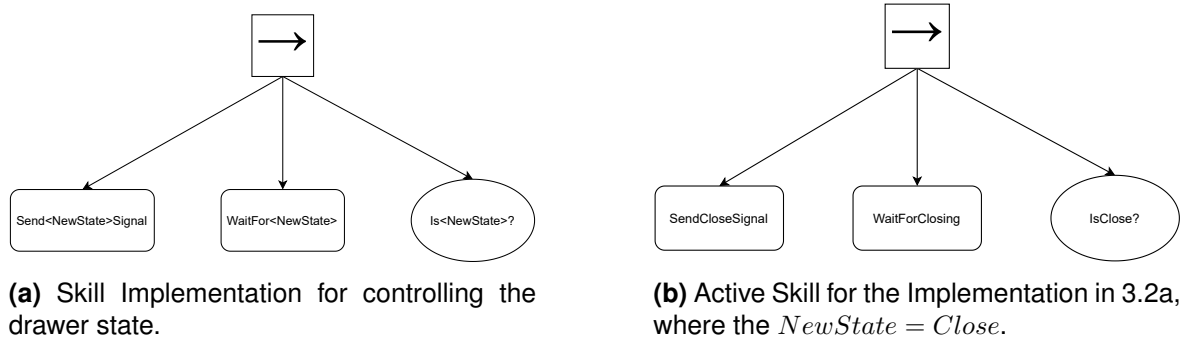 Send<NewState>Signal
WaitFor<NewState>
Is<NewState>?
(a) Skill Implementation for controlling the
drawer state.
SendCloseSignal
WaitForClosing
IsClose?
(b) Active Skill for the Implementation in 3.2a,
where the NewState = Close.